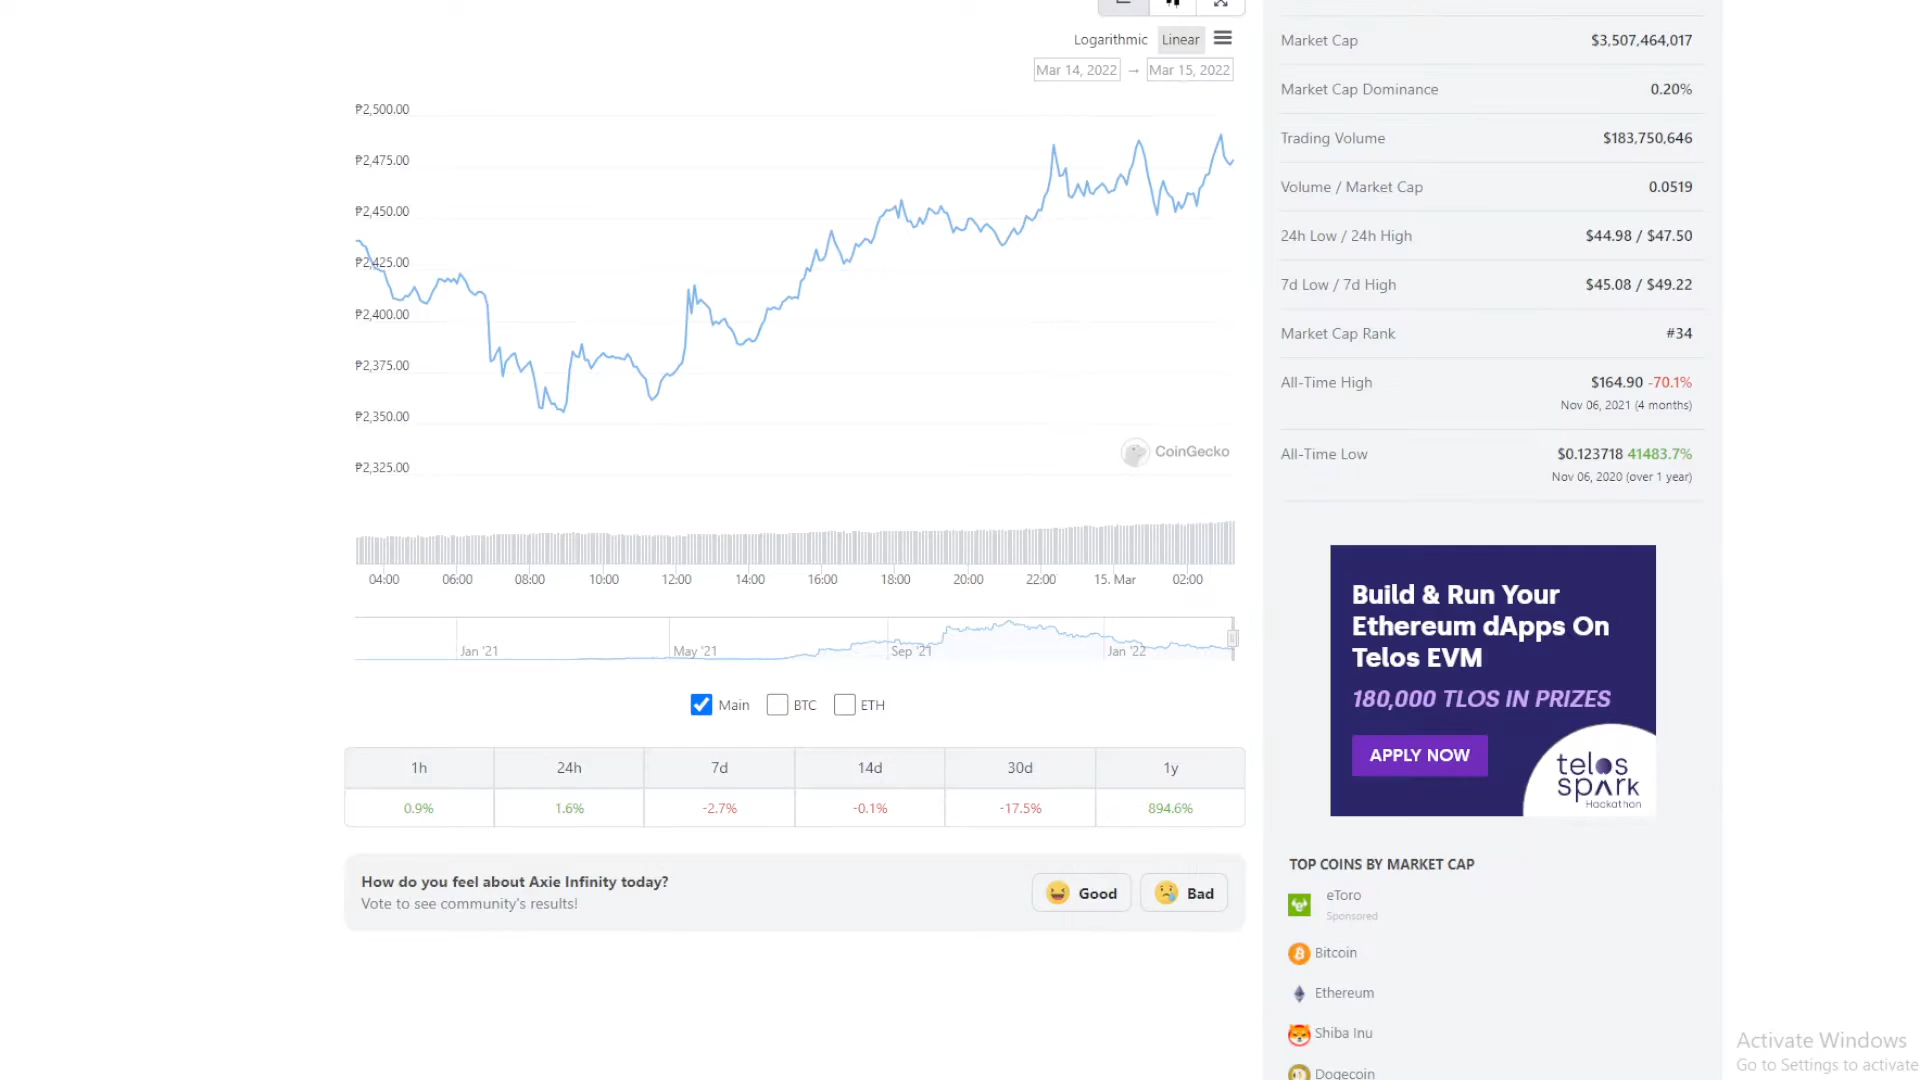 Logarithmic Linear
Mar 14, 2022 → Mar 15, 2022
₱2,500.00
₱2,475.00
₱2,450.00
₱2,425.00
₱2,400.00
₱2,375.00
₱2,350.00
₱2,325.00
CoinGecko
04:00 06:00 08:00 10:00 12:00 14:00 16:00 18:00 20:00 22:00 15. Mar 02:00
Jan '21 May '21 Sep '21 Jan '22
Main BTC ETH
1h 24h 7d 14d 30d 1y
0.9% 1.6% -2.7% -0.1% -17.5% 894.6%
How do you feel about Axie Infinity today?
Vote to see community's results!
Good Bad
Market Cap $3,507,464,017
Market Cap Dominance 0.20%
Trading Volume $183,750,646
Volume / Market Cap 0.0519
24h Low / 24h High $44.98 / $47.50
7d Low / 7d High $45.08 / $49.22
Market Cap Rank #34
All-Time High $164.90 -70.1%
Nov 06, 2021 (4 months)
All-Time Low $0.123718 41483.7%
Nov 06, 2020 (over 1 year)
Build & Run Your
Ethereum dApps On
Telos EVM
180,000 TLOS IN PRIZES
APPLY NOW
telos
spark
Hackathon
TOP COINS BY MARKET CAP
eToro
Sponsored
Bitcoin
Ethereum
Shiba Inu
Dogecoin
Activate Windows
Go to Settings to activate